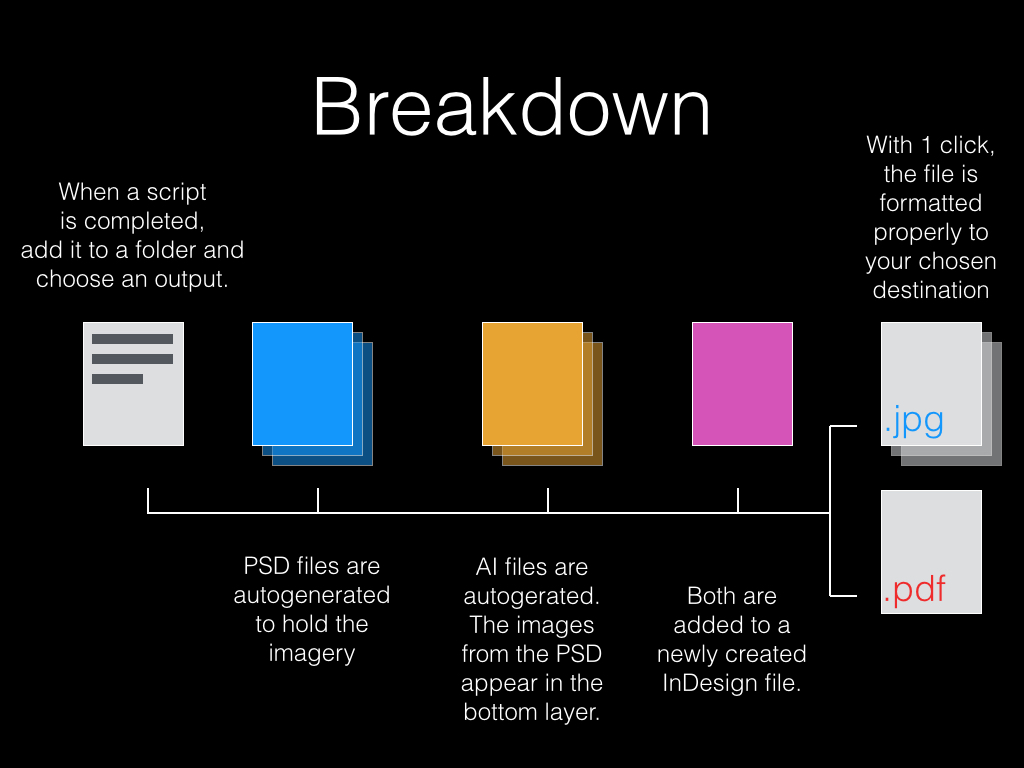 Breakdown
When a script
is completed,
add it to a folder and
choose an output.
With 1 click,
the file is
formatted
properly to
your chosen
destination
.jpg
.pdf
PSD files are
autogenerated
to hold the
imagery
AI files are
autogerated.
The images
from the PSD
appear in the
bottom layer.
Both are
added to a
newly created
InDesign file.